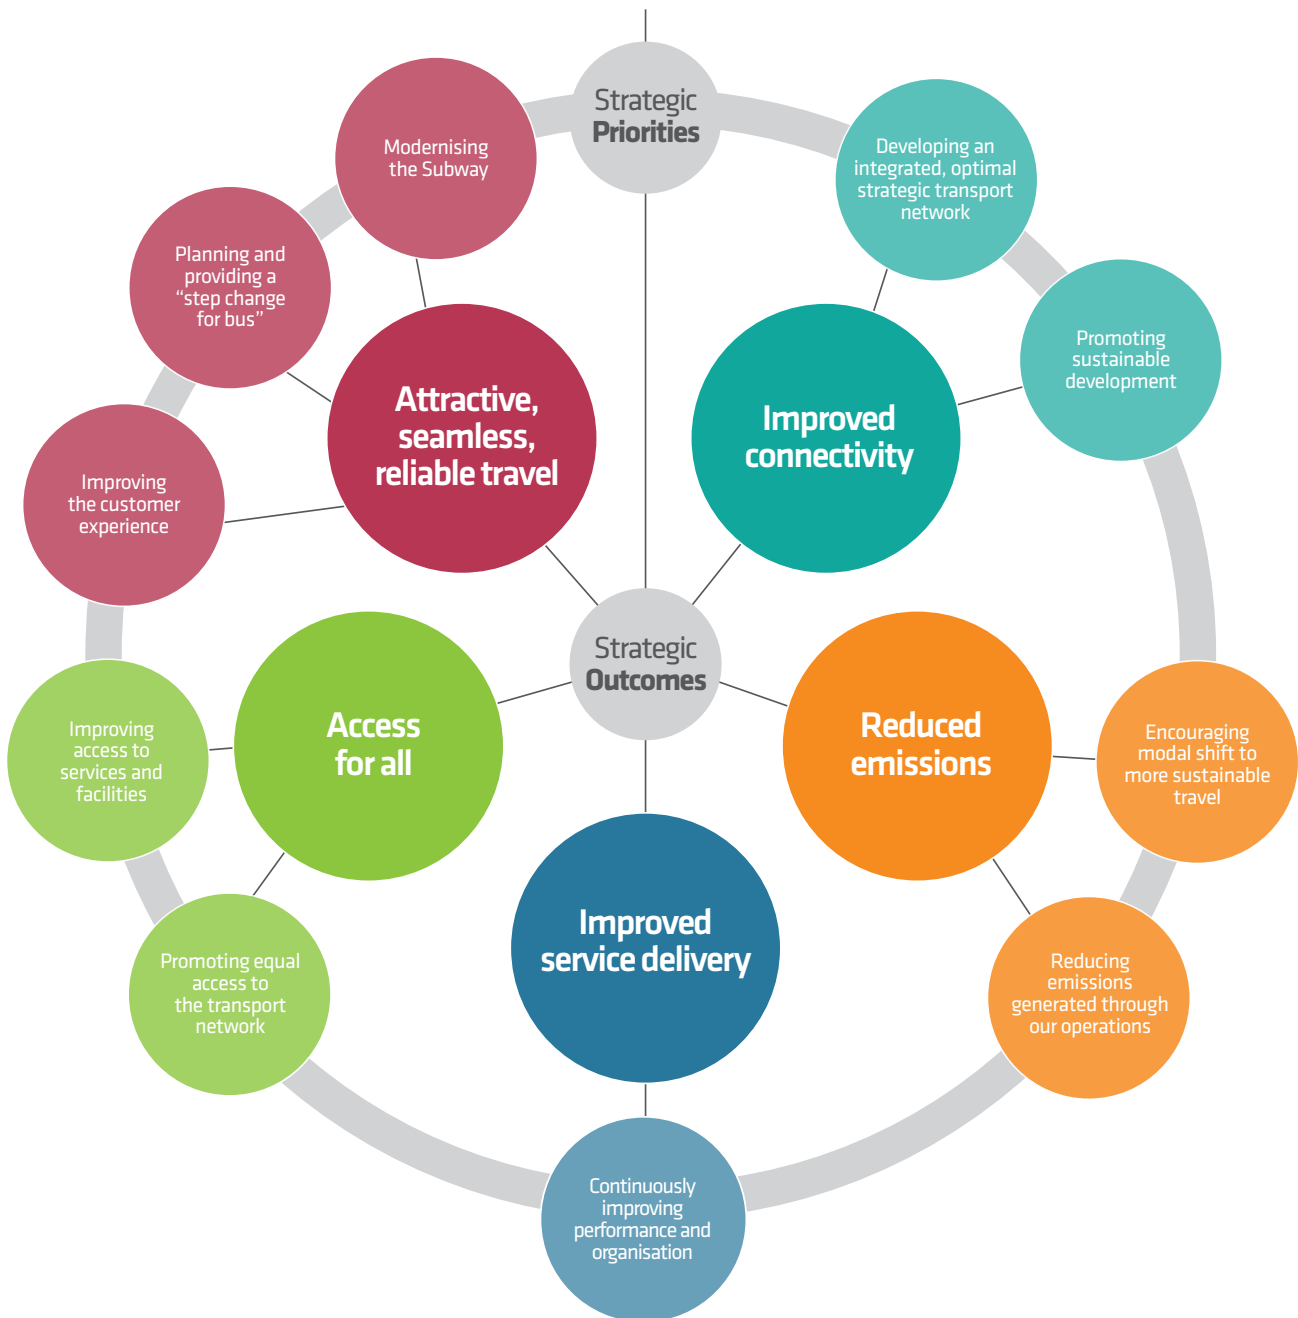 Strategic
Priorities
Modernising
the Subway
Developing an
integrated, optimal
strategic transport
network
Planning and
providing a
“step change
for bus”
Promoting
sustainable
development
Attractive,
seamless,
reliable travel
Improved
connectivity
Improving
the customer
experience
Strategic
Outcomes
Access
for all
Reduced
emissions
Improving
access to
services and
facilities
Encouraging
modal shift to
more sustainable
travel
Improved
service delivery
Promoting equal
access to
the transport
network
Reducing
emissions
generated through
our operations
Continuously
improving
performance and
organisation